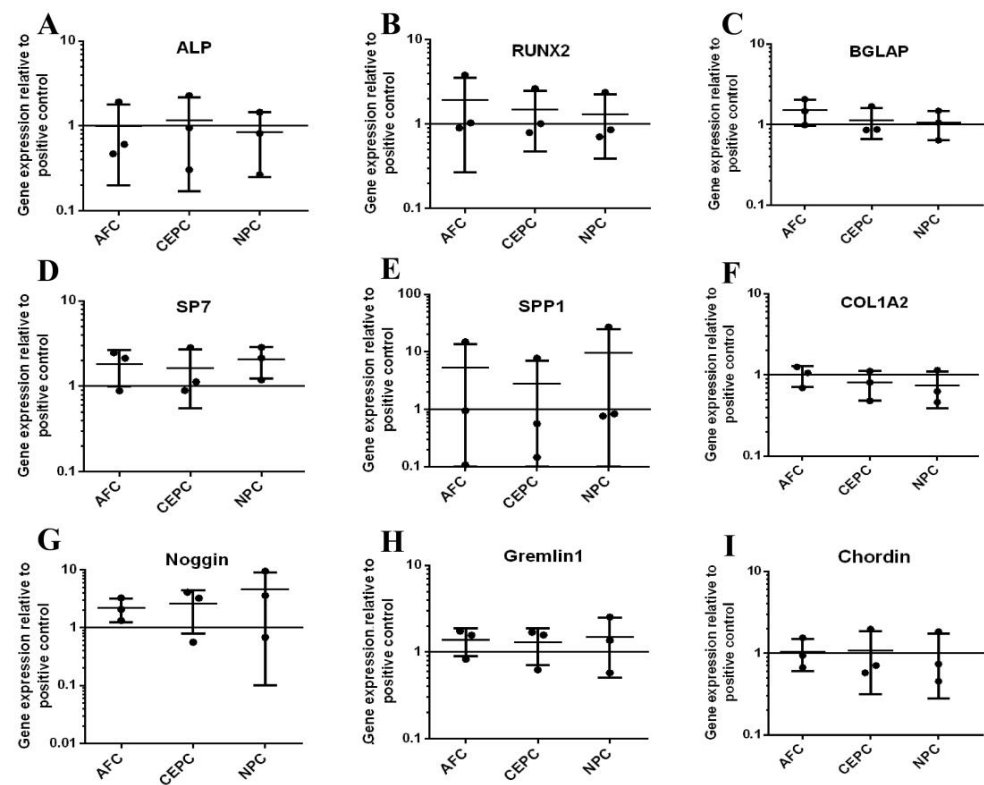 A
ALP
Gene expression relative to
positive control
10
1
0.1
AFC
CEPC
NPC
B
RUNX2
Gene expression relative to
positive control
10
1
0.1
AFC
CEPC
NPC
C
BGLAP
Gene expression relative to
positive control
10
1
0.1
AFC
CEPC
NPC
D
SP7
Gene expression relative to
positive control
10
1
0.1
AFC
CEPC
NPC
E
SPP1
Gene expression relative to
positive control
100
10
1
0.1
AFC
CEPC
NPC
F
COL1A2
Gene expression relative to
positive control
10
1
0.1
AFC
CEPC
NPC
G
Noggin
Gene expression relative to
positive control
10
1
0.1
0.01
AFC
CEPC
NPC
H
Gremlin1
Gene expression relative to
positive control
10
1
0.1
AFC
CEPC
NPC
I
Chordin
Gene expression relative to
positive control
10
1
0.1
AFC
CEPC
NPC